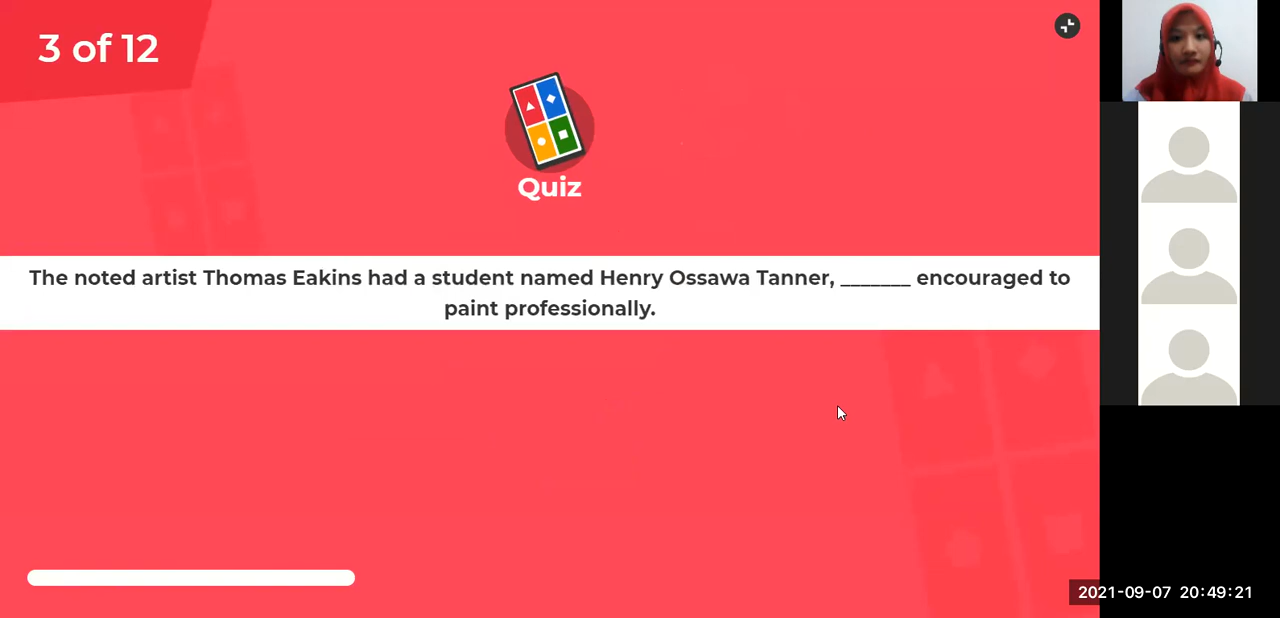 3 of 12
Quiz
The noted artist Thomas Eakins had a student named Henry Ossawa Tanner, _______ encouraged to
paint professionally.
2021-09-07 20:49:21